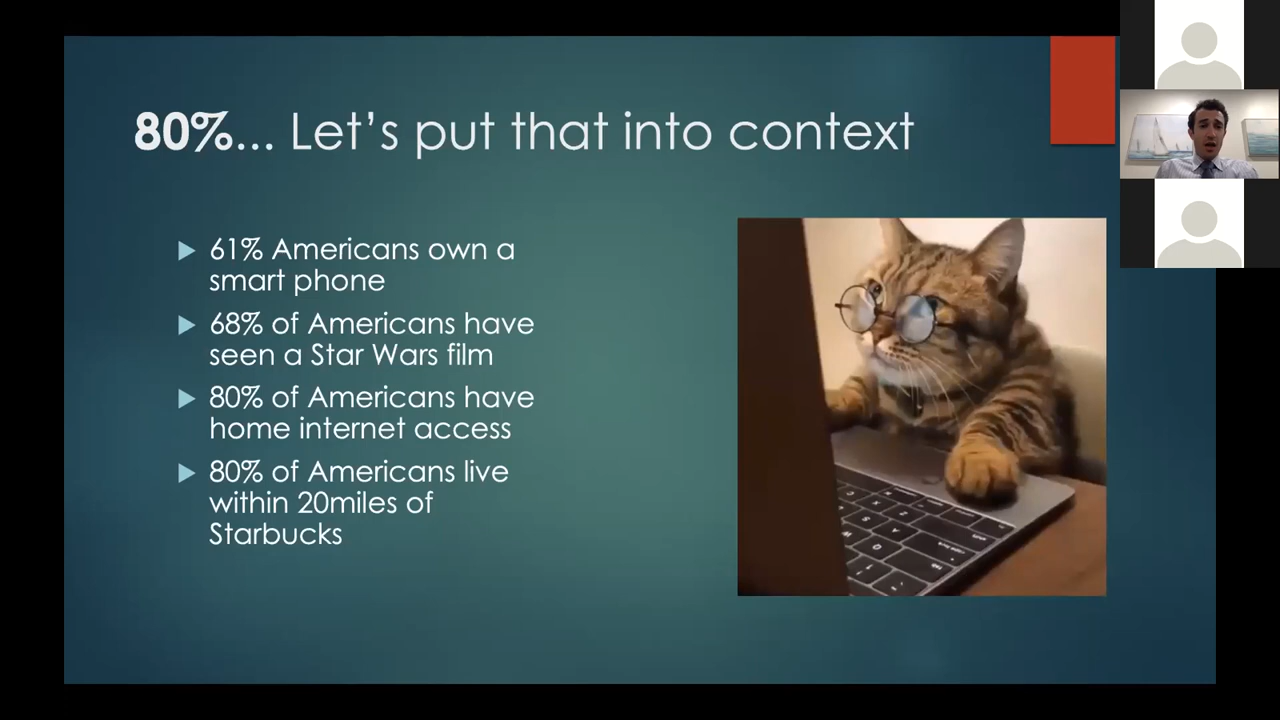 80%... Let's put that into context
61% Americans own a
smart phone
68% of Americans have
seen a Star Wars film
80% of Americans have
home internet access
80% of Americans live
within 20miles of
Starbucks